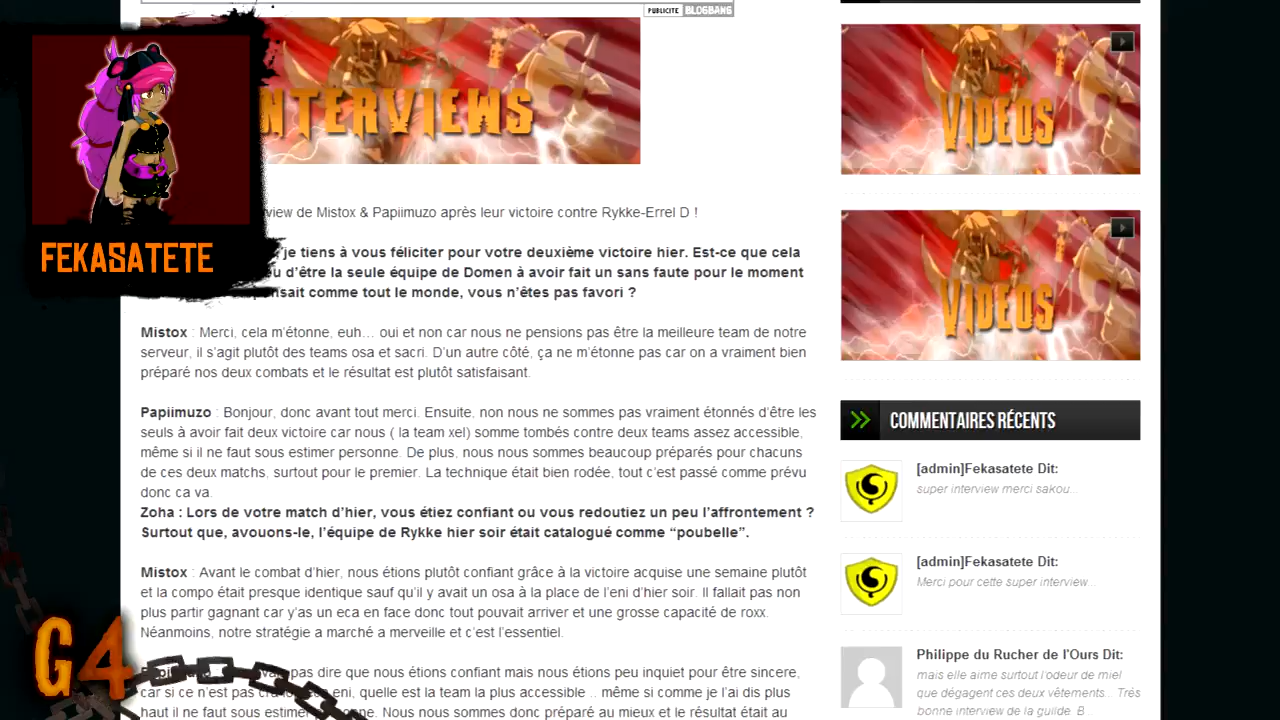 PUBLICITE BLOGBANG
INTERVIEWS
view de Mistox & Papiimuzo après leur victoire contre Rykke-Errel D !
'je tiens à vous féliciter pour votre deuxième victoire hier. Est-ce que cela
d'être la seule équipe de Domen à avoir fait un sans faute pour le moment
comme tout le monde, vous n'êtes pas favori ?
Mistox : Merci, cela m'étonne, euh… oui et non car nous ne pensions pas être la meilleure team de notre
serveur, il s'agit plutôt des teams osa et sacri. D'un autre côté, ça ne m'étonne pas car on a vraiment bien
préparé nos deux combats et le résultat est plutôt satisfaisant.
Papiimuzo : Bonjour, donc avant tout merci. Ensuite, non nous ne sommes pas vraiment étonnés d'être les
seuls à avoir fait deux victoire car nous ( la team xel) somme tombés contre deux teams assez accessible,
même si il ne faut sous estimer personne. De plus, nous nous sommes beaucoup préparés pour chacuns
de ces deux matchs, surtout pour le premier. La technique était bien rodée, tout c'est passé comme prévu
donc ca va.
Zoha : Lors de votre match d'hier, vous étiez confiant ou vous redoutiez un peu l'affrontement ?
Surtout que, avouons-le, l'équipe de Rykke hier soir était catalogué comme “poubelle”.
Mistox : Avant le combat d'hier, nous étions plutôt confiant grâce à la victoire acquise une semaine plutôt
et la compo était presque identique sauf qu'il y avait un osa à la place de l'eni d'hier soir. Il fallait pas non
plus partir gagnant car y'as un eca en face donc tout pouvait arriver et une grosse capacité de roxx.
Néanmoins, notre stratégie a marché a merveille et c'est l'essentiel.
pas dire que nous étions confiant mais nous étions peu inquiet pour être sincère,
car si ce n'est pas eni, quelle est la team la plus accessible .. même si comme je l'ai dis plus
haut il ne faut sous estimer personne. Nous nous sommes donc préparé au mieux et le résultat était au
FEKASATETE
G4
VIDEOS
VIDEOS
COMMENTAIRES RÉCENTS
[admin]Fekasatete Dit:
super interview merci sakou...
[admin]Fekasatete Dit:
Merci pour cette super interview...
Philippe du Rucher de l'Ours Dit:
mais elle aime surtout l'odeur de miel
que dégagent ces deux vêtements... Trés
bonne interview de la guilde. B...